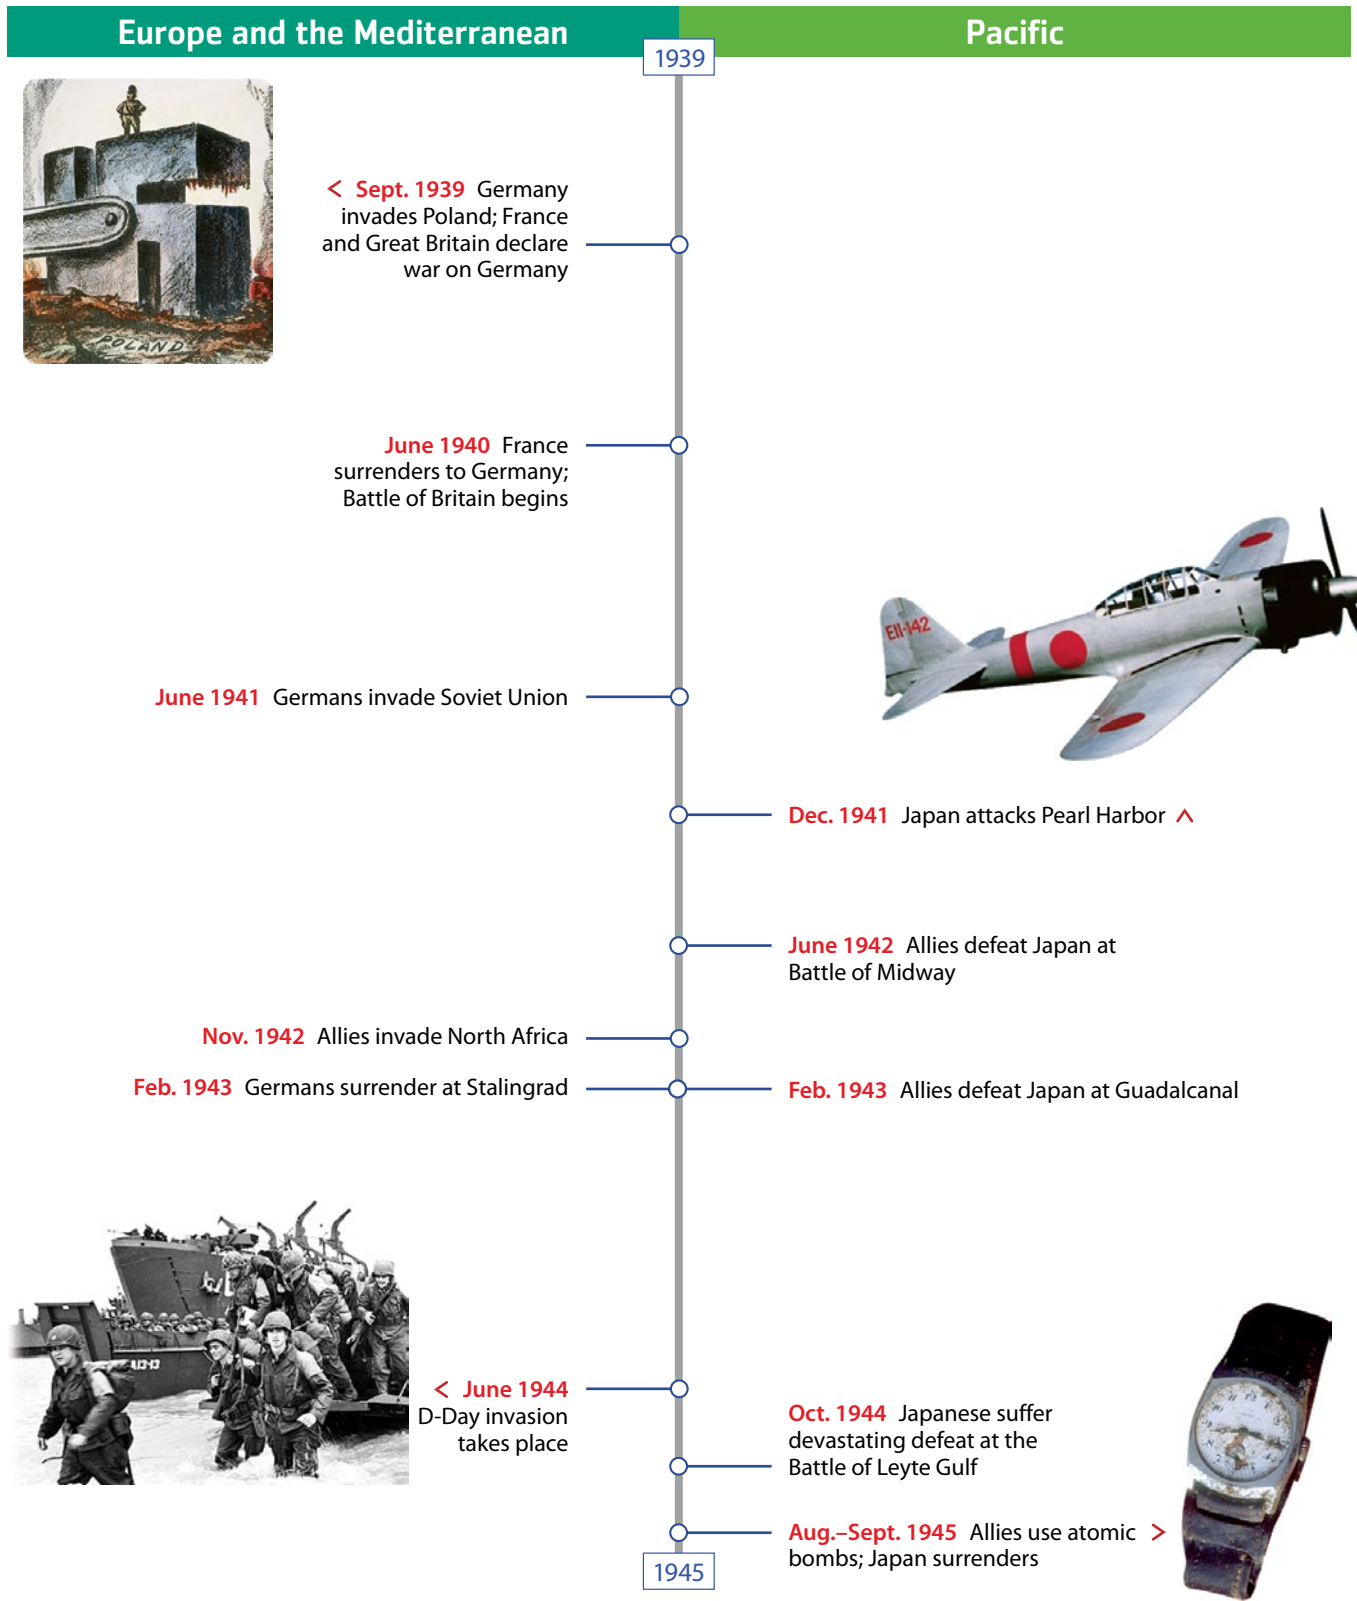 Europe and the Mediterranean
Pacific
1939
< Sept. 1939 Germany
invades Poland; France
and Great Britain declare
war on Germany
POLAND
June 1940 France
surrenders to Germany;
Battle of Britain begins
EII-142
June 1941 Germans invade Soviet Union
Dec. 1941 Japan attacks Pearl Harbor
June 1942 Allies defeat Japan at
Battle of Midway
Nov. 1942 Allies invade North Africa
Feb. 1943 Germans surrender at Stalingrad
Feb. 1943 Allies defeat Japan at Guadalcanal
A13-13
< June 1944
D-Day invasion
takes place
Oct. 1944 Japanese suffer
devastating defeat at the
Battle of Leyte Gulf
Aug.–Sept. 1945 Allies use atomic >
bombs; Japan surrenders
1945